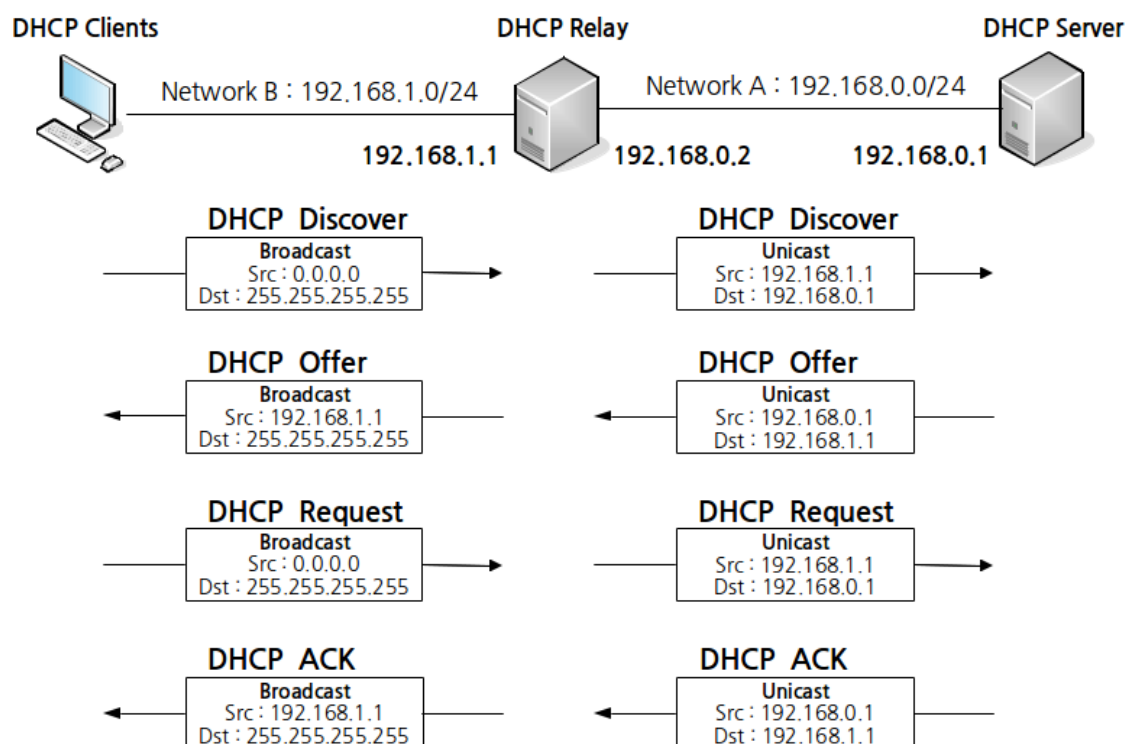 DHCP Clients
DHCP Relay
DHCP Server
Network B : 192.168.1.0/24
Network A : 192.168.0.0/24
192.168.1.1
192.168.0.2
192.168.0.1
DHCP Discover
Broadcast
Src : 0.0.0.0
Dst : 255.255.255.255
DHCP Discover
Unicast
Src : 192.168.1.1
Dst : 192.168.0.1
DHCP Offer
Broadcast
Src : 192.168.1.1
Dst : 255.255.255.255
DHCP Offer
Unicast
Src : 192.168.0.1
Dst : 192.168.1.1
DHCP Request
Broadcast
Src : 0.0.0.0
Dst : 255.255.255.255
DHCP Request
Unicast
Src : 192.168.1.1
Dst : 192.168.0.1
DHCP ACK
Broadcast
Src : 192.168.1.1
Dst : 255.255.255.255
DHCP ACK
Unicast
Src : 192.168.0.1
Dst : 192.168.1.1